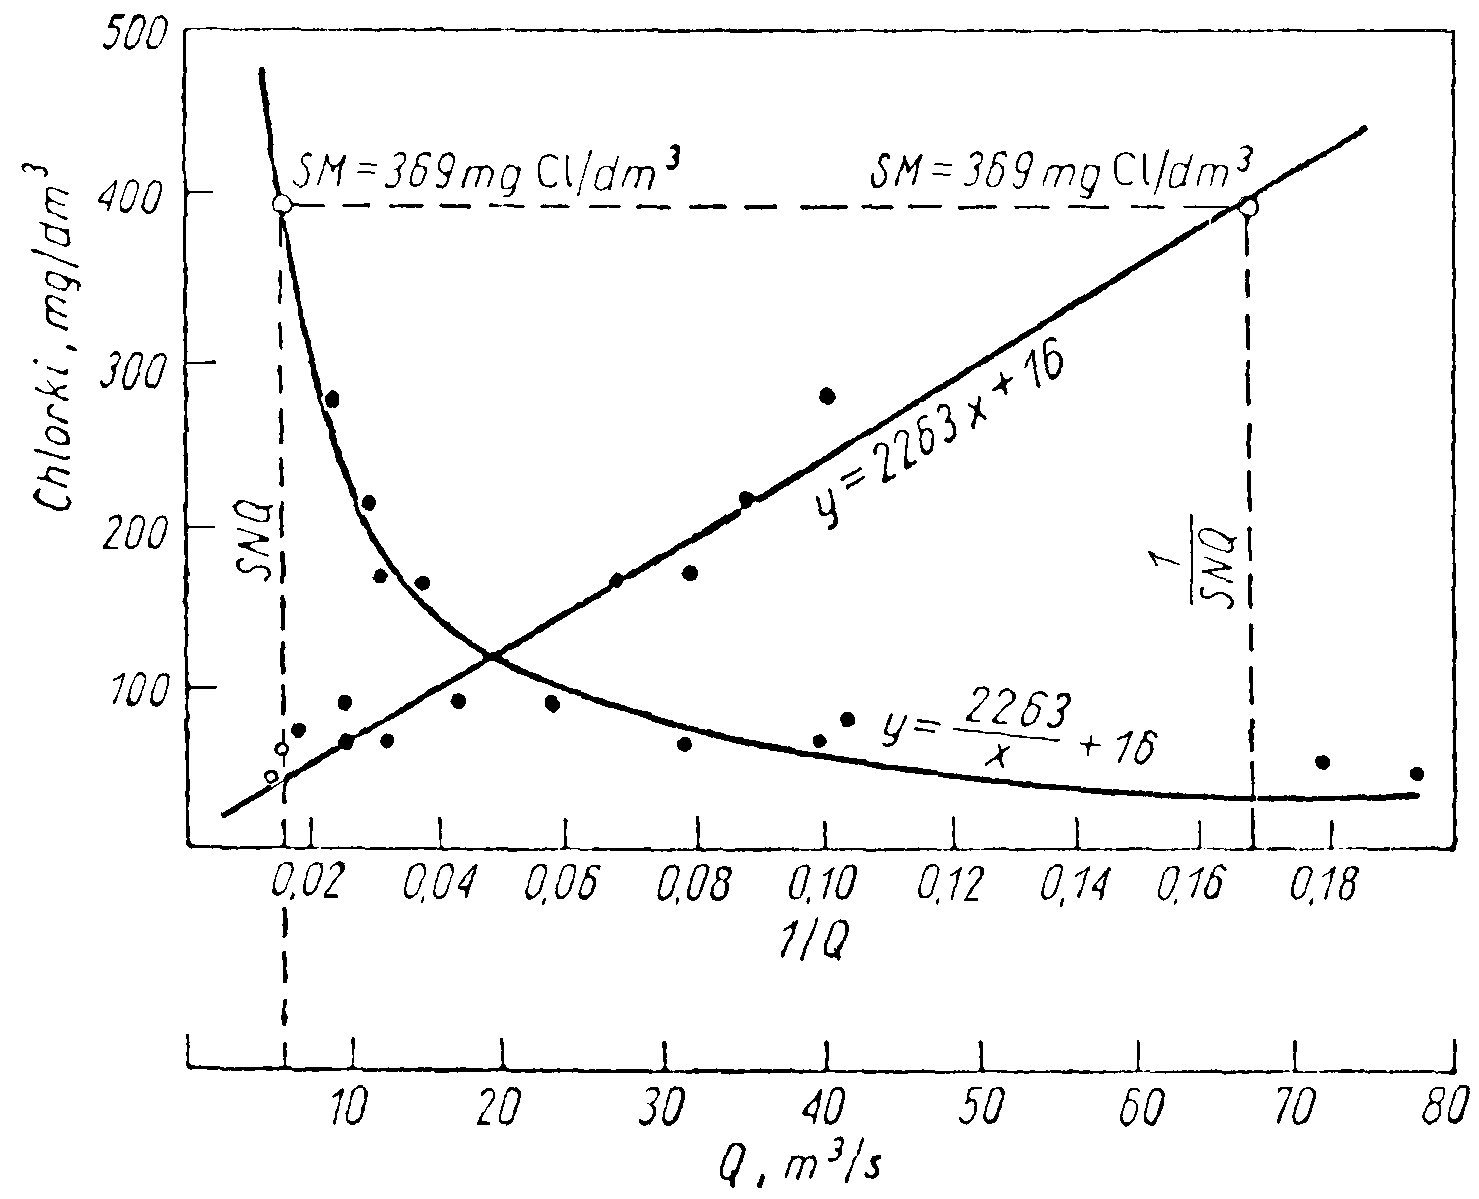 Chlorki, mg/dm³
500
400
300
200
100
SM = 369 mg Cl/dm³
SM = 369 mg Cl/dm³
SNQ
y = 2263 x + 16
1/SNQ
y = 2263/x + 16
0,02 0,04 0,06 0,08 0,10 0,12 0,14 0,16 0,18
1/Q
10 20 30 40 50 60 70 80
Q, m³/s